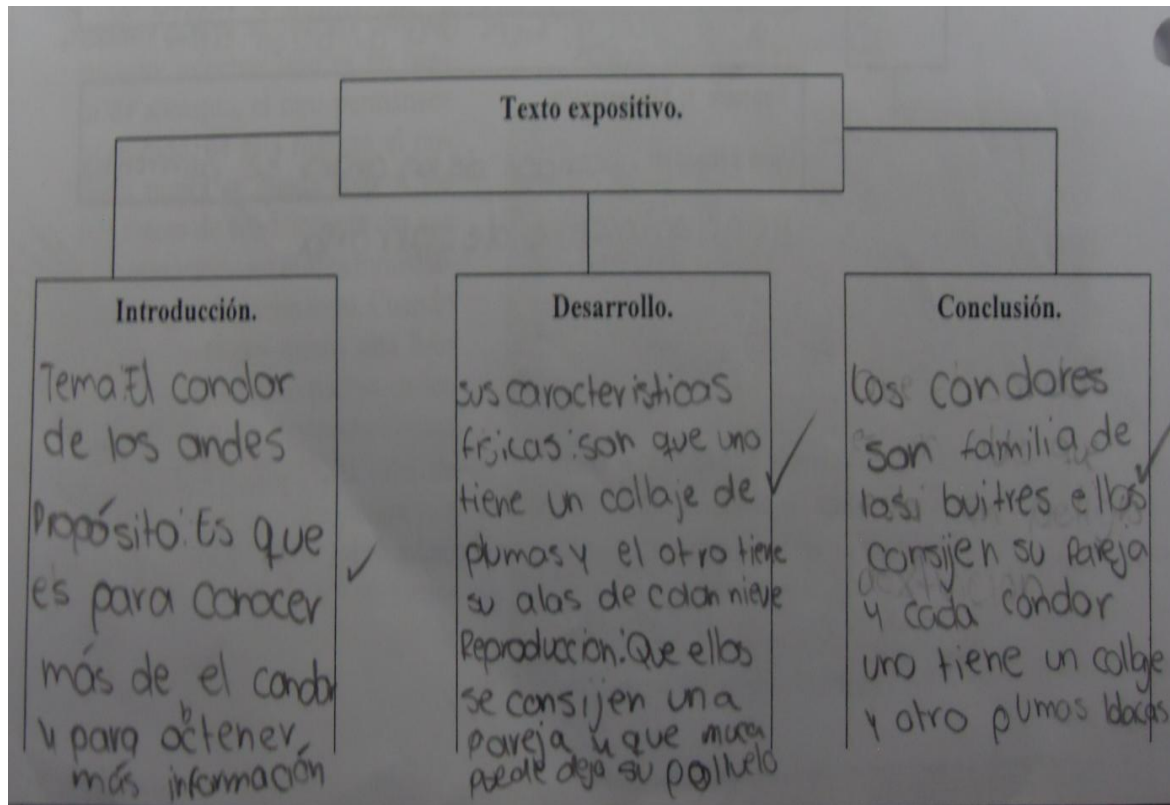 Texto expositivo.
Introducción.
Tema: El condor
de los andes
Propósito: Es que
es para conocer
más de el condor
y para obtener
más información
Desarrollo.
sus caracteristicas
fisicas: son que uno
tiene un collaje de
plumas y el otro tiene
su alas de color nieve
Reproduccion: Que ellos
se consijen una
pareja y que nunca
puede deja su polluelo
Conclusión.
Los condores
son familia de
los buitres ellos
consijen su pareja
y cada condor
uno tiene un collaje
y otro plumas blacas